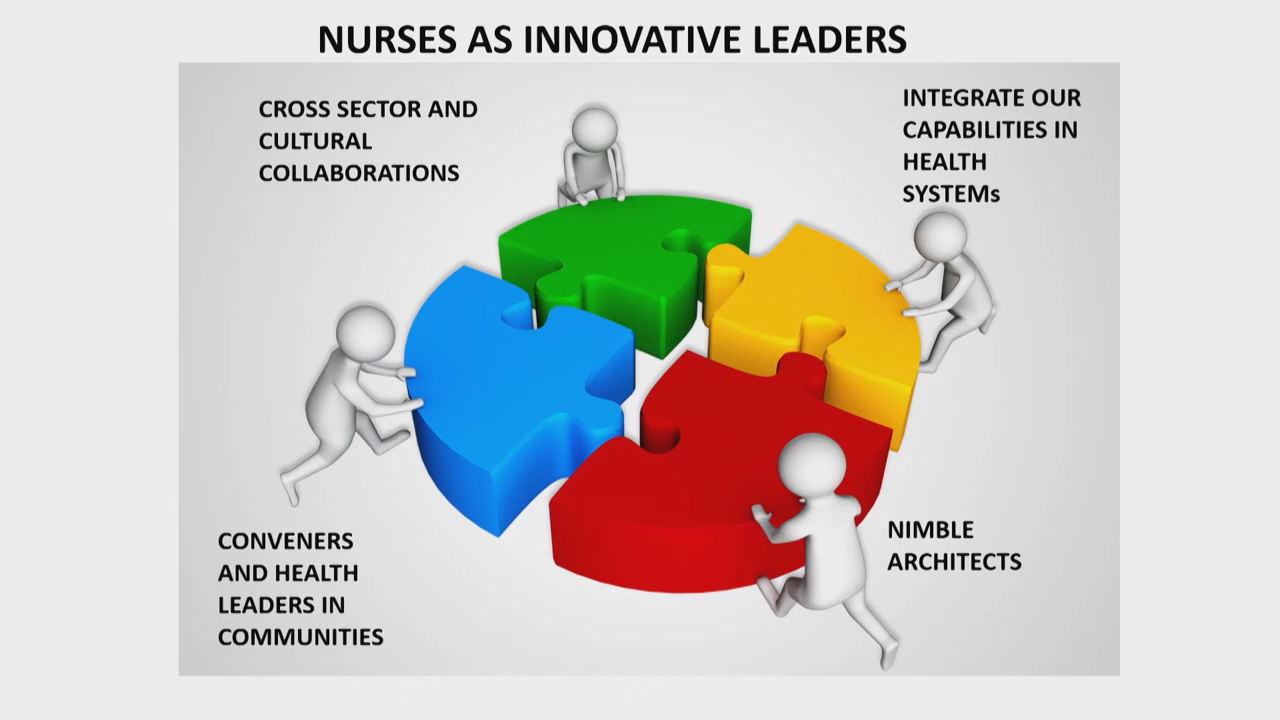 NURSES AS INNOVATIVE LEADERS
CROSS SECTOR AND
CULTURAL
COLLABORATIONS
INTEGRATE OUR
CAPABILITIES IN
HEALTH
SYSTEMs
CONVENERS
AND HEALTH
LEADERS IN
COMMUNITIES
NIMBLE
ARCHITECTS